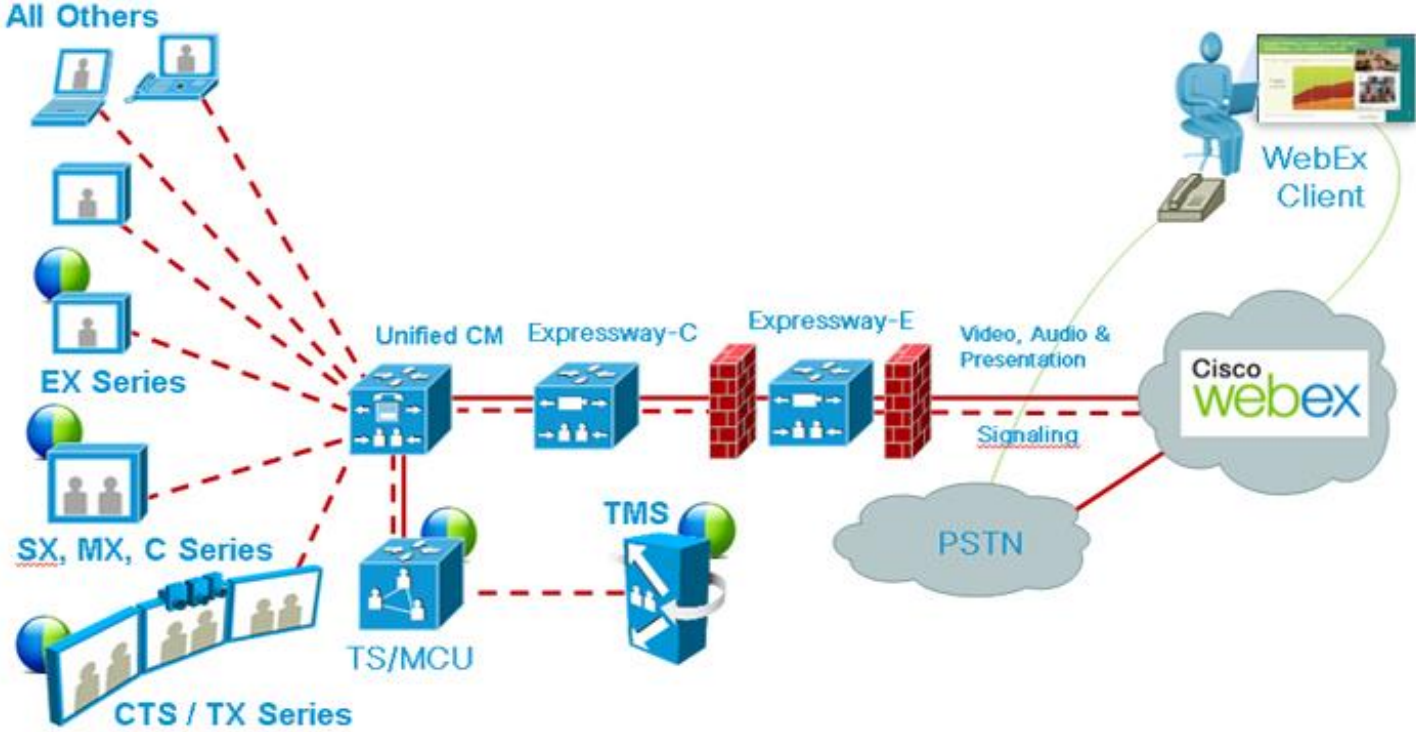 All Others
WebEx
Client
EX Series
Unified CM
Expressway-C
Expressway-E
Video, Audio &
Presentation
Signaling
Cisco
webex
SX, MX, C Series
TMS
PSTN
TS/MCU
CTS / TX Series